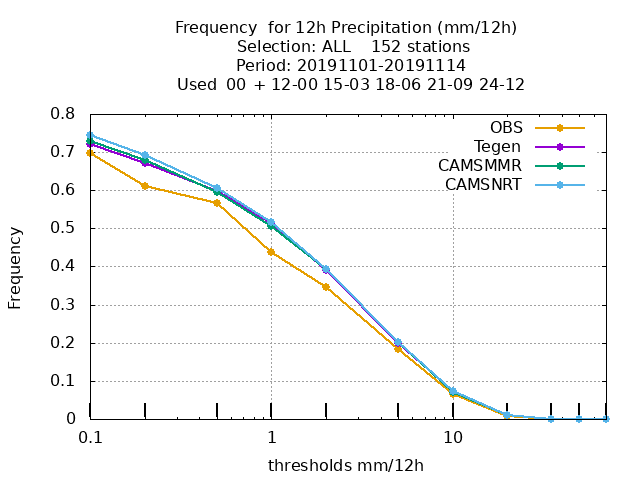 Frequency  for 12h Precipitation (mm/12h)
Selection: ALL    152 stations
Period: 20191101-20191114
Used  00 + 12-00 15-03 18-06 21-09 24-12
OBS
Tegen
CAMSMMR
CAMSNRT
Frequency
0.8
0.7
0.6
0.5
0.4
0.3
0.2
0.1
0
0.1
1
10
thresholds mm/12h